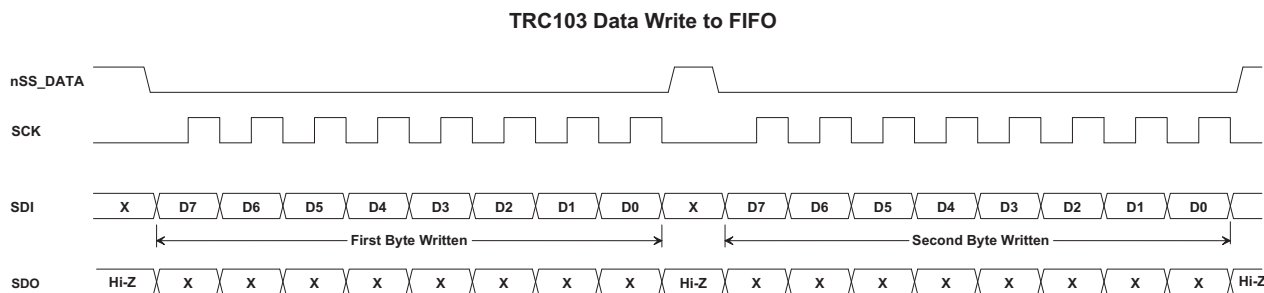 TRC103 Data Write to FIFO
nSS_DATA
SCK
SDI X D7 D6 D5 D4 D3 D2 D1 D0 X D7 D6 D5 D4 D3 D2 D1 D0
First Byte Written Second Byte Written
SDO Hi-Z X X X X X X X X Hi-Z X X X X X X X X Hi-Z